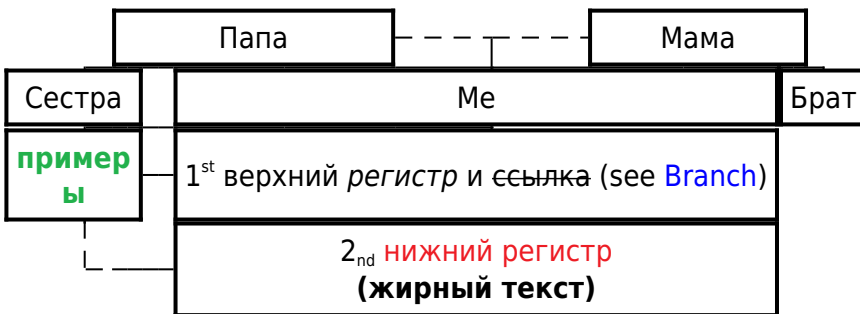 Папа Мама
Сестра Ме Брат
пример
ы
1st верхний регистр и ссылка (see Branch)
2nd нижний регистр
(жирный текст)